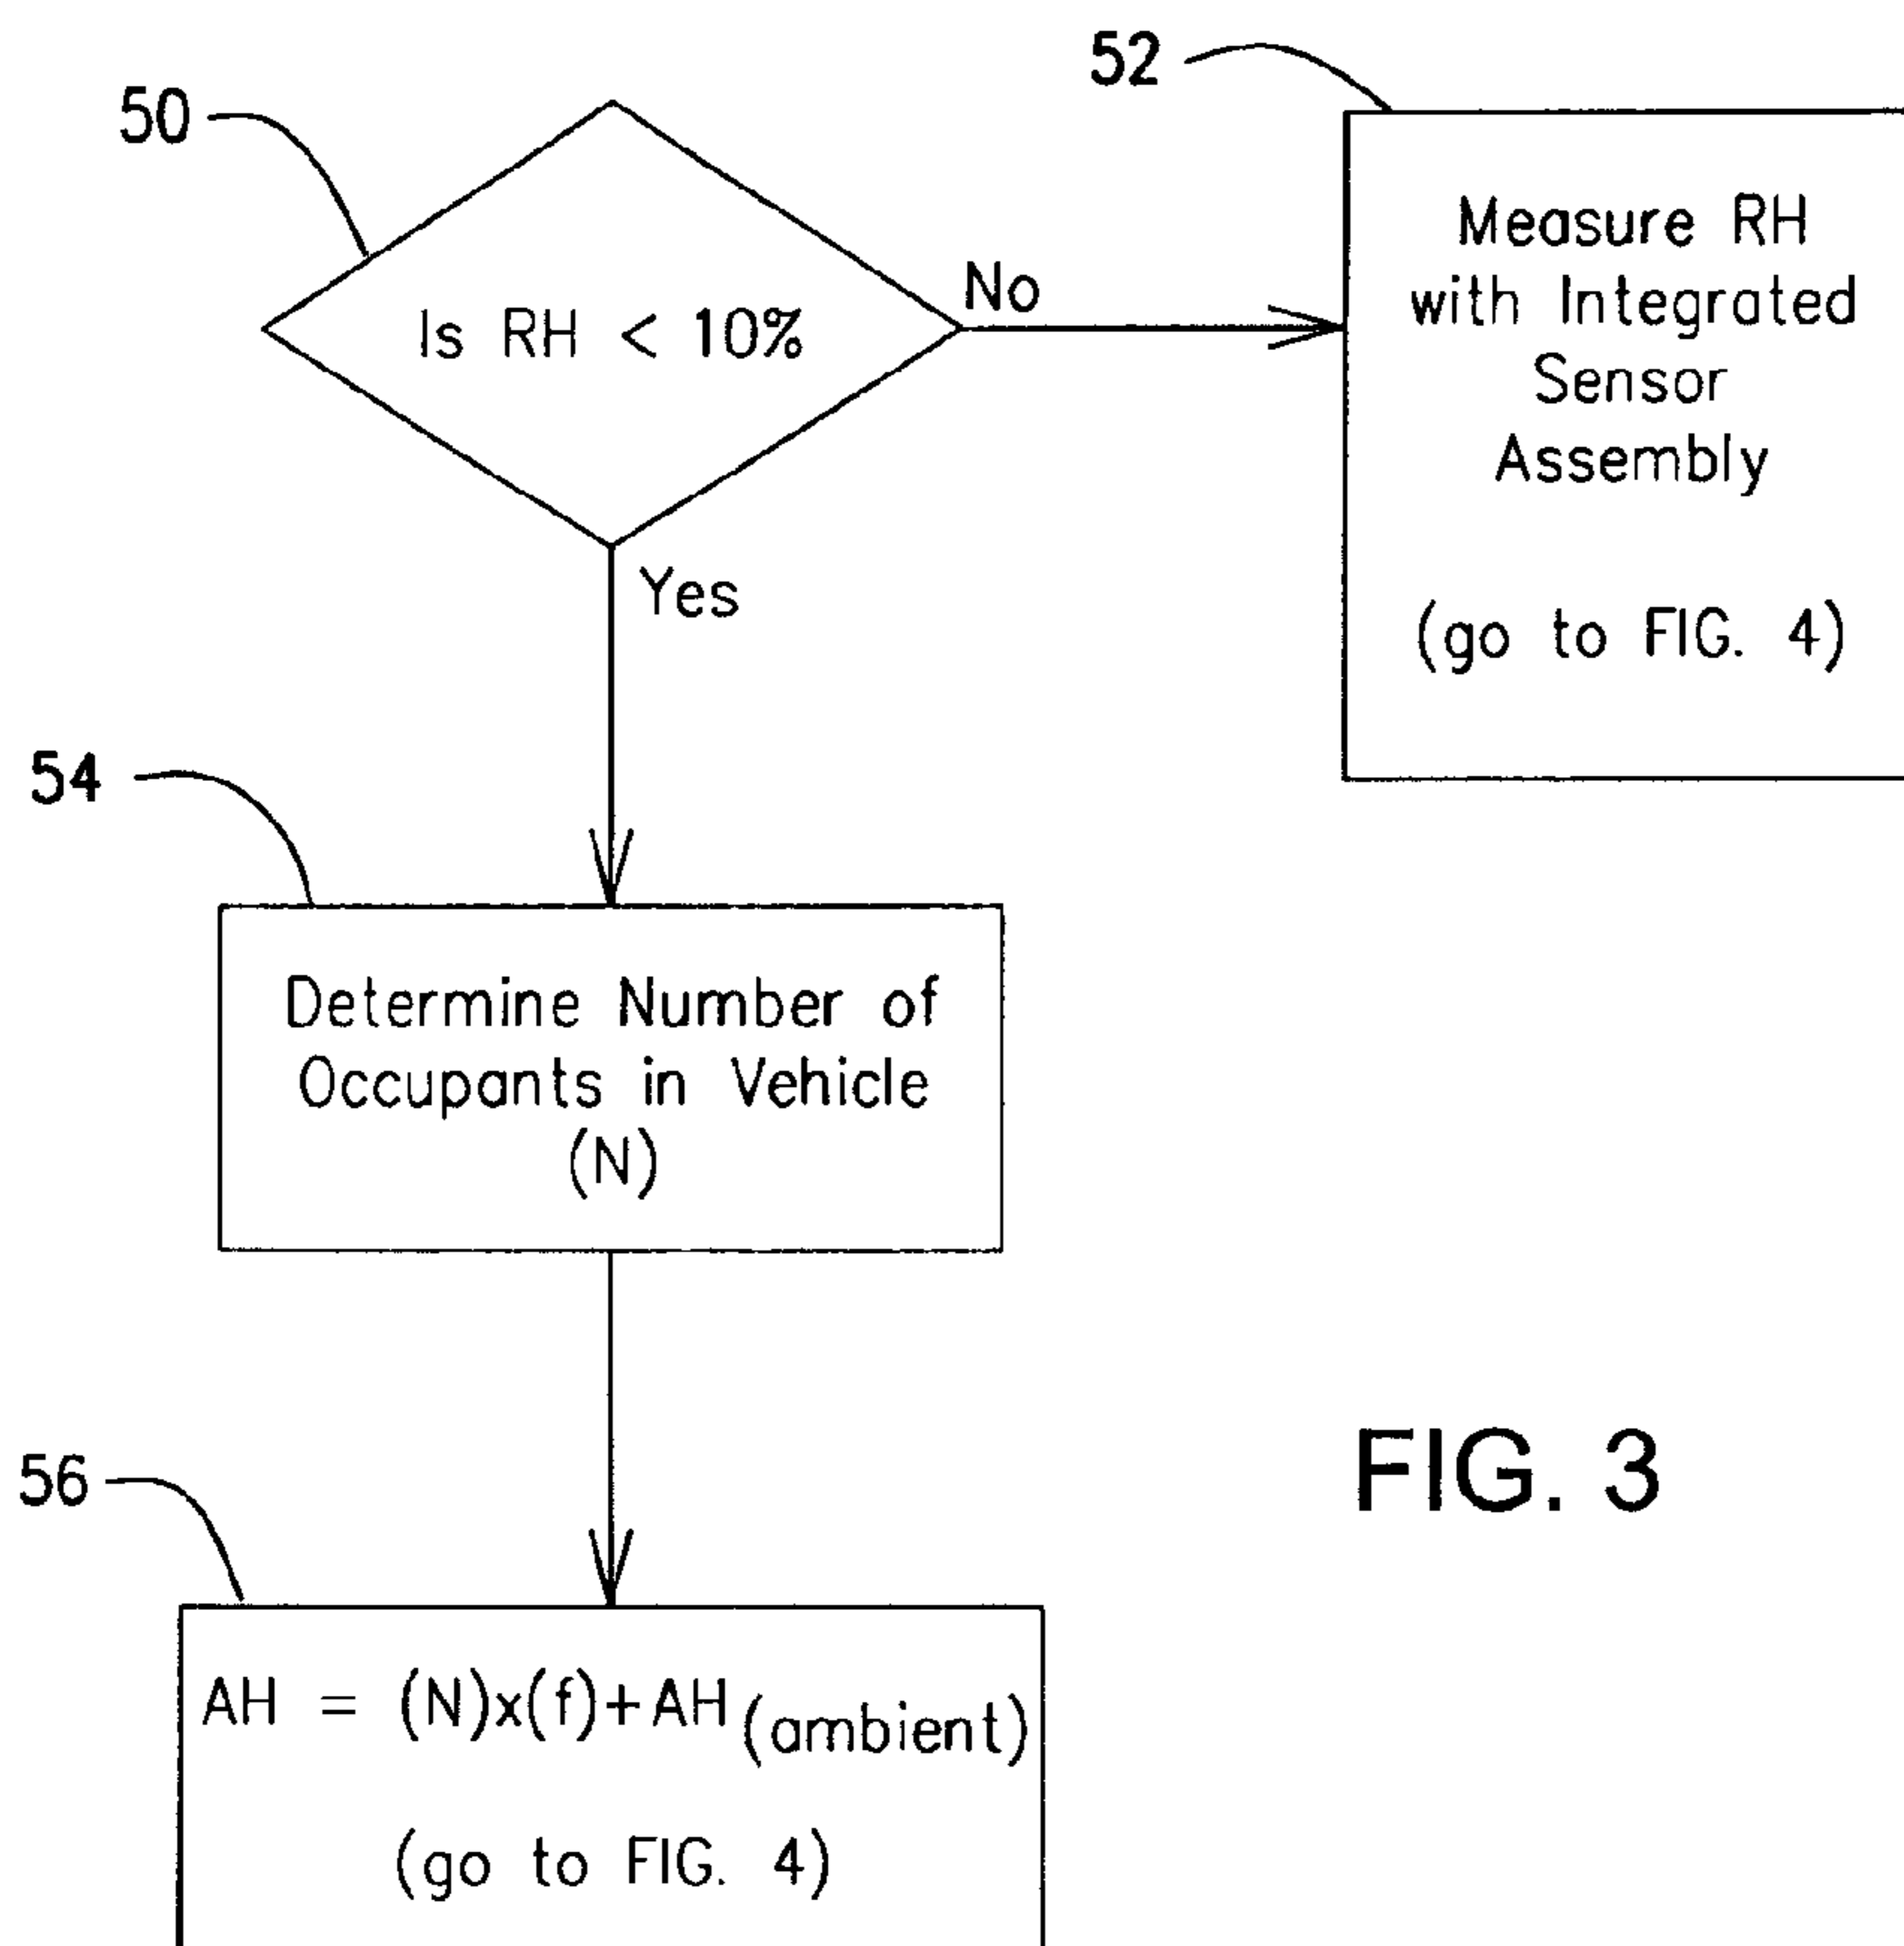 50
52
Is RH < 10%
No
Yes
Measure RH
with Integrated
Sensor
Assembly
(go to FIG. 4)
54
Determine Number of
Occupants in Vehicle
(N)
56
AH = (N)x(f)+AH(ambient)
(go to FIG. 4)
FIG. 3